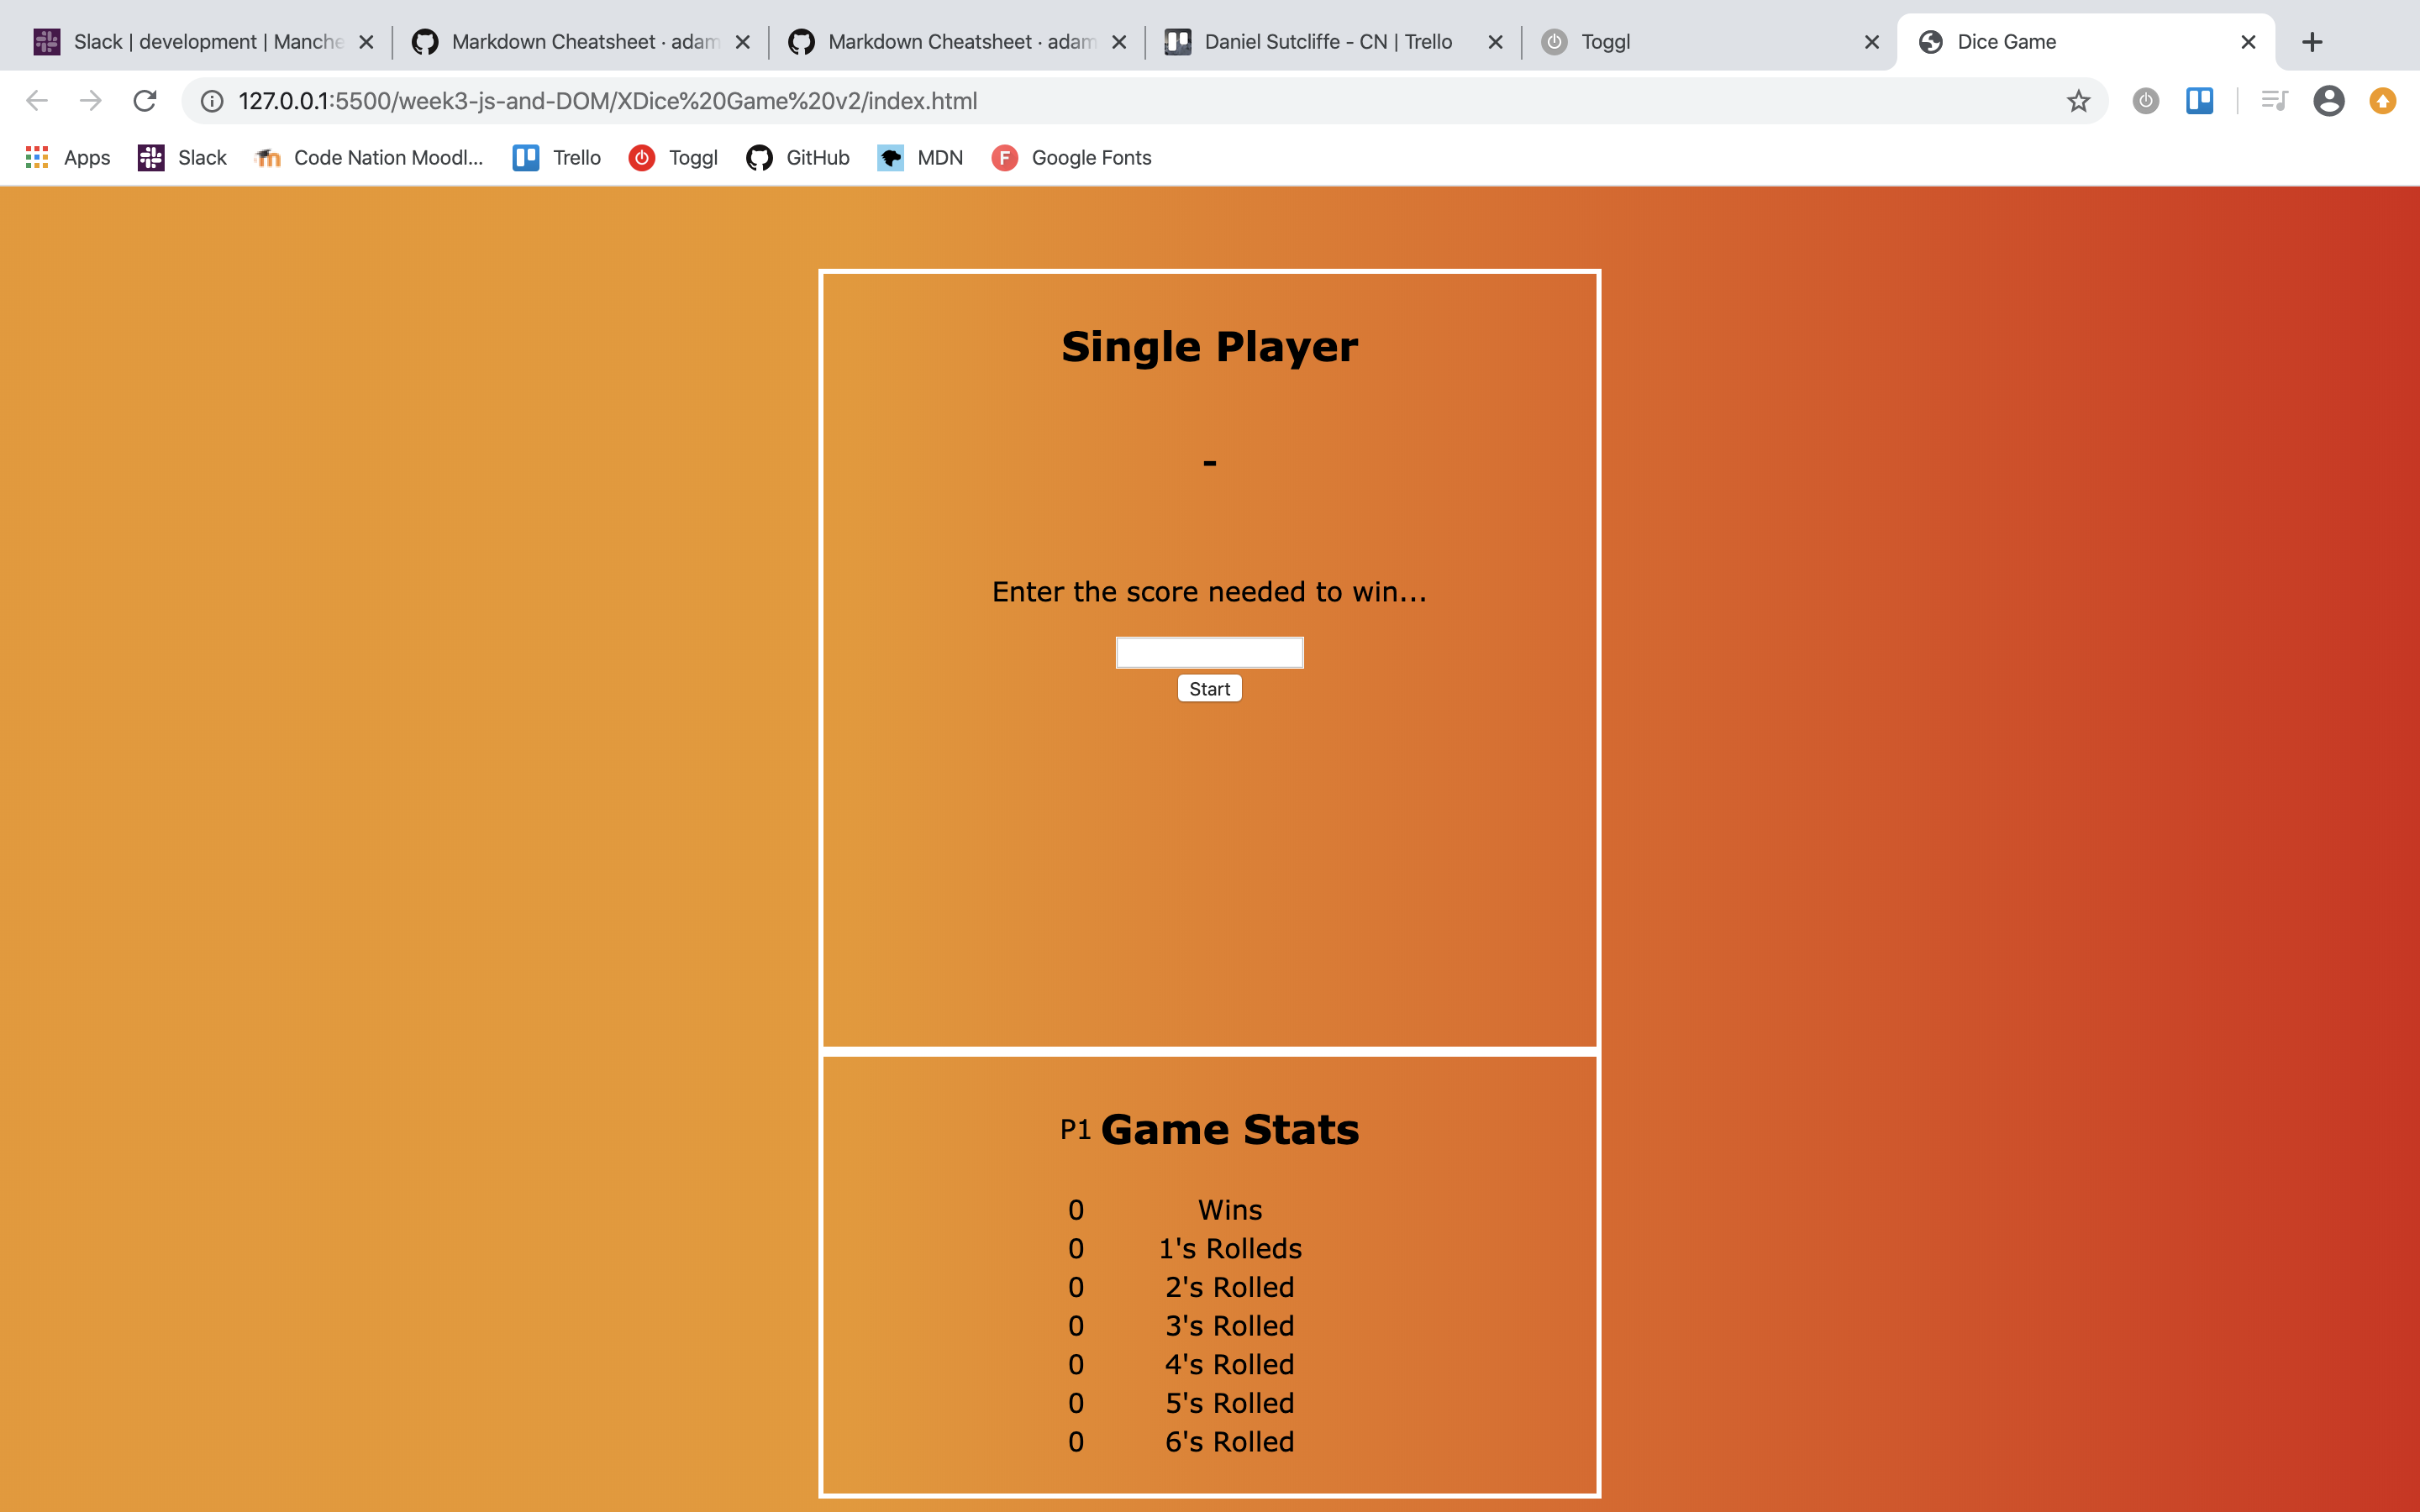 Slack | development | Manche
Markdown Cheatsheet · adam
Markdown Cheatsheet · adam
Daniel Sutcliffe - CN | Trello
Toggl
Dice Game
127.0.0.1:5500/week3-js-and-DOM/XDice%20Game%20v2/index.html
Apps
Slack
Code Nation Moodl...
Trello
Toggl
GitHub
MDN
F
Google Fonts
Single Player
-
Enter the score needed to win...
Start
P1 Game Stats
0 Wins
0 1's Rolleds
0 2's Rolled
0 3's Rolled
0 4's Rolled
0 5's Rolled
0 6's Rolled